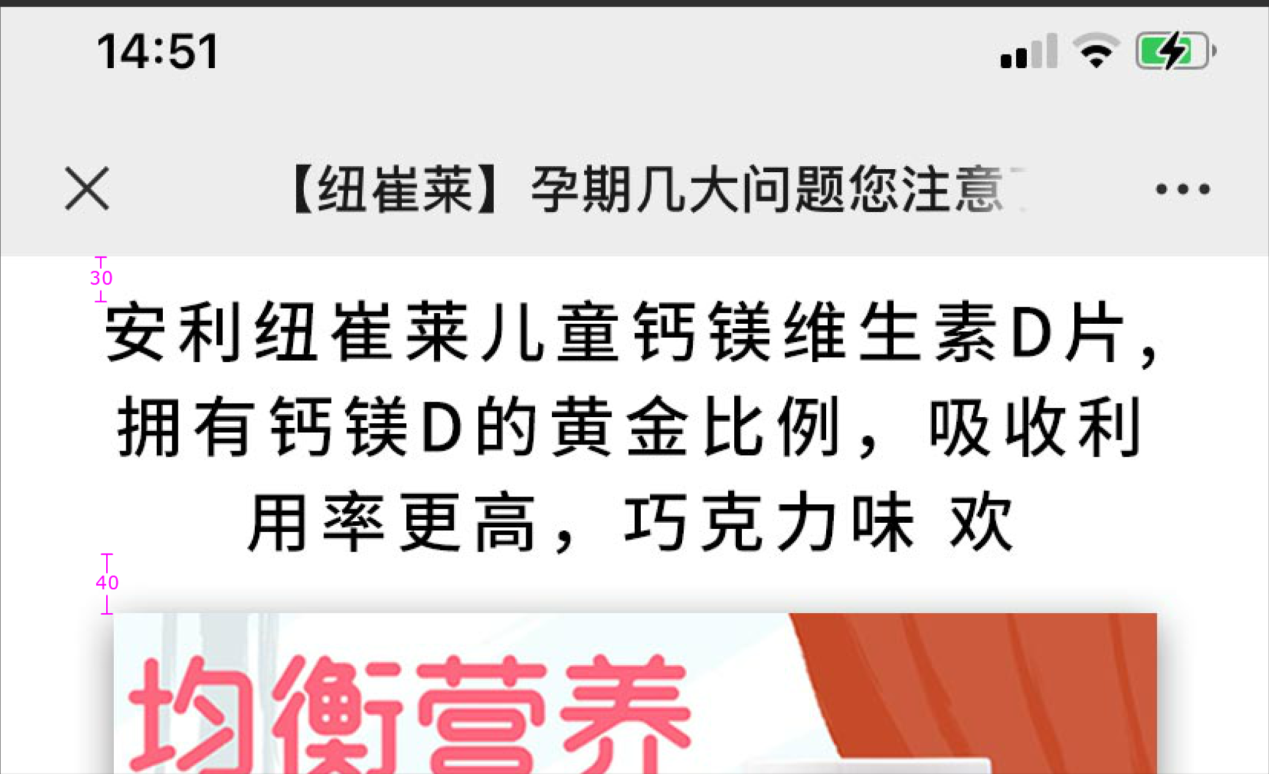 14:51
【纽崔莱】孕期几大问题您注意
30
安利纽崔莱儿童钙镁维生素D片,
拥有钙镁D的黄金比例，吸收利
用率更高，巧克力味 欢
40
均衡营养